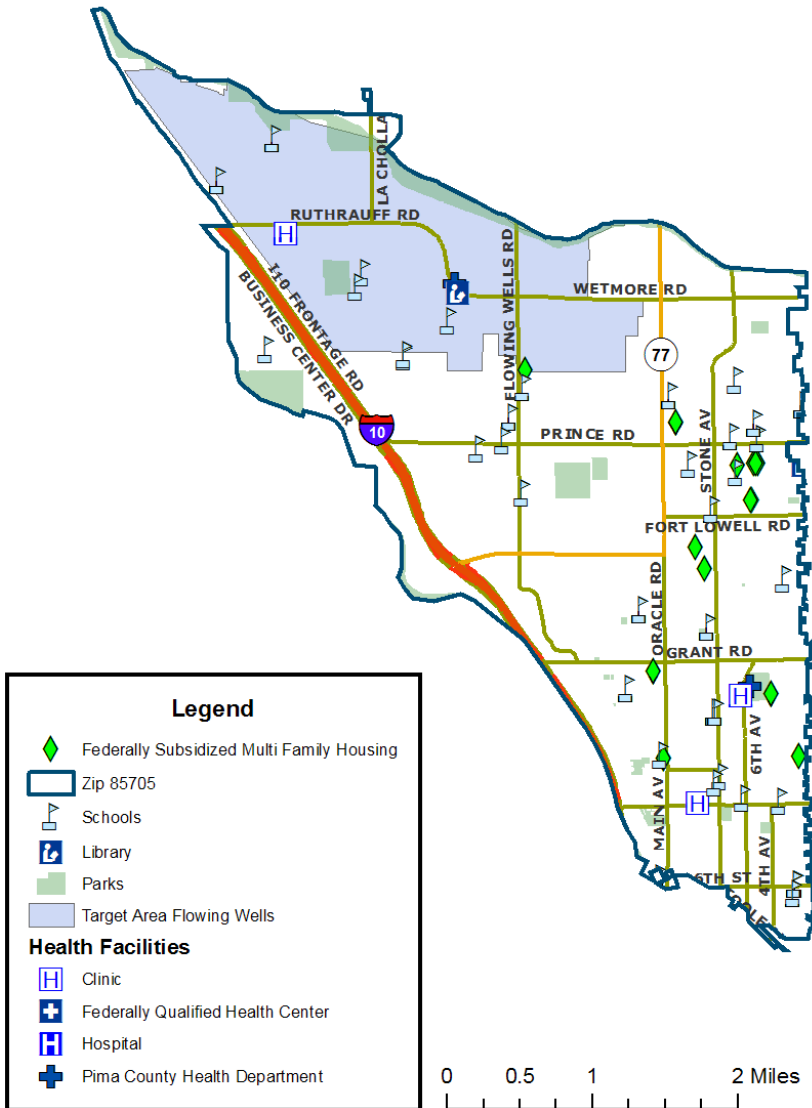 LA CHOLLA
RUTHRAUFF RD
I10 FRONTAGE RD
BUSINESS CENTER DR
FLOWING WELLS RD
WETMORE RD
77
10
PRINCE RD
STONE AV
FORT LOWELL RD
ORACLE RD
GRANT RD
6TH AV
MAIN AV
4TH AV
6TH ST
Legend
Federally Subsidized Multi Family Housing
Zip 85705
Schools
Library
Parks
Target Area Flowing Wells
Health Facilities
H Clinic
Federally Qualified Health Center
H Hospital
Pima County Health Department
H
H
H
0 0.5 1 2 Miles